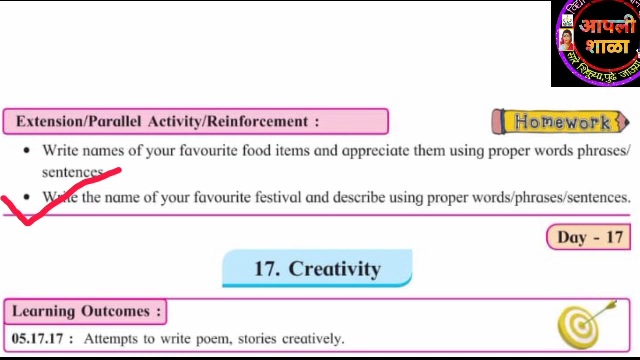 आपली
शाळा
Extension/Parallel Activity/Reinforcement :
Homework
• Write names of your favourite food items and appreciate them using proper words phrases/
sentences
• Write the name of your favourite festival and describe using proper words/phrases/sentences.
Day - 17
17. Creativity
Learning Outcomes :
05.17.17 : Attempts to write poem, stories creatively.